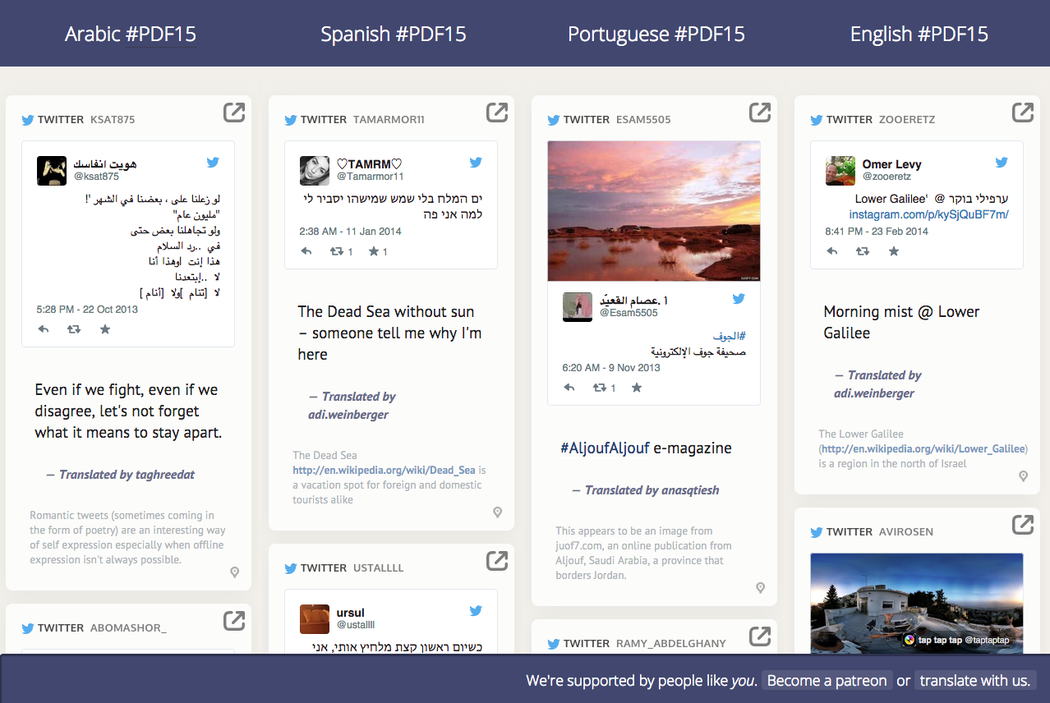 Arabic #PDF15
Spanish #PDF15
Portuguese #PDF15
English #PDF15
TWITTER KSAT875
هويت انفاسك
@ksat875
لو زعلنا على ، بعضنا في الشهر '!
"مليون عام"
ولو تجاهلنا بعض حتى
في ..رد السلام
هذا إنت أوهذا أنا
لا ..إبتعدنا
لا [تنام ]ولا [أنام ]
5:28 PM - 22 Oct 2013
Even if we fight, even if we
disagree, let's not forget
what it means to stay apart.
— Translated by taghreedat
Romantic tweets (sometimes coming in
the form of poetry) are an interesting way
of self expression especially when offline
expression isn't always possible.
TWITTER ABOMASHOR_
TWITTER TAMARMOR11
♡TAMRM♡
@Tamarmor11
ים המלח בלי שמש שמישהו יסביר לי
למה אני פה
2:38 AM - 11 Jan 2014
1 1
The Dead Sea without sun
– someone tell me why I'm
here
— Translated by
adi.weinberger
The Dead Sea
http://en.wikipedia.org/wiki/Dead_Sea is
a vacation spot for foreign and domestic
tourists alike
TWITTER USTALLLL
ursul
@ustallll
כשיום ראשון קצת מלחיץ אותי, אני
TWITTER ESAM5505
أ .عصام القعيّد
@Esam5505
#الجوف
صحيفة جوف الإلكترونية
6:20 AM - 9 Nov 2013
1
#AljoufAljouf e-magazine
— Translated by anasqtiesh
This appears to be an image from
juof7.com, an online publication from
Aljouf, Saudi Arabia, a province that
borders Jordan.
TWITTER RAMY_ABDELGHANY
TWITTER ZOOERETZ
Omer Levy
@zooeretz
ערפילי בוקר @ Lower Galilee'
instagram.com/p/kySjQuBF7m/
8:41 PM - 23 Feb 2014
Morning mist @ Lower
Galilee
— Translated by
adi.weinberger
The Lower Galilee
(http://en.wikipedia.org/wiki/Lower_Galilee)
is a region in the north of Israel
TWITTER AVIROSEN
tap tap tap @taptaptap
We're supported by people like you. Become a patreon or translate with us.